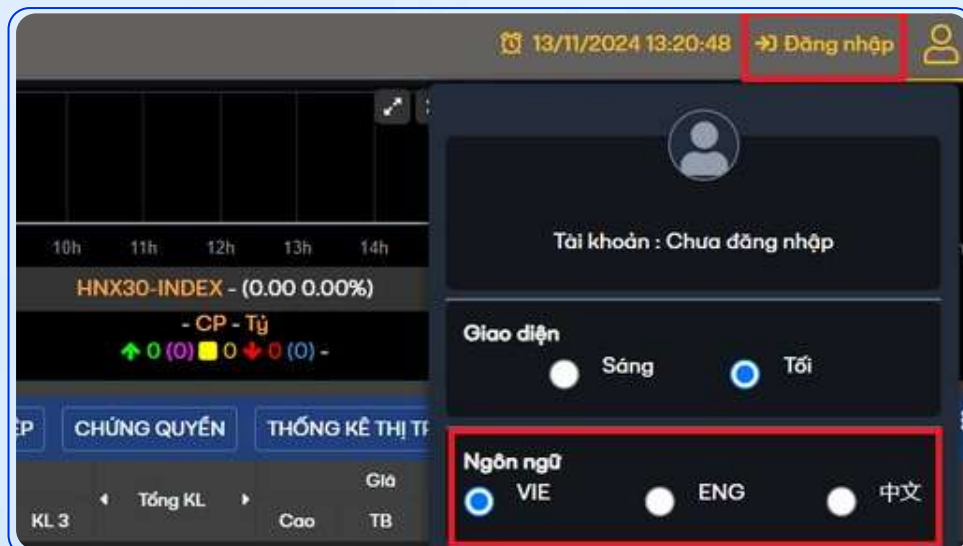 13/11/2024 13:20:48 Đăng nhập
Tài khoản : Chưa đăng nhập
10h 11h 12h 13h 14h
HNX30-INDEX - (0.00 0.00%)
- CP - Tỷ
0 (0) 0 0 (0) -
Giao diện
Sáng Tối
CHỨNG QUYỀN THỐNG KÊ THỊ
Ngôn ngữ
VIE ENG 中文
KL 3 Tổng KL Giá
Cao TB